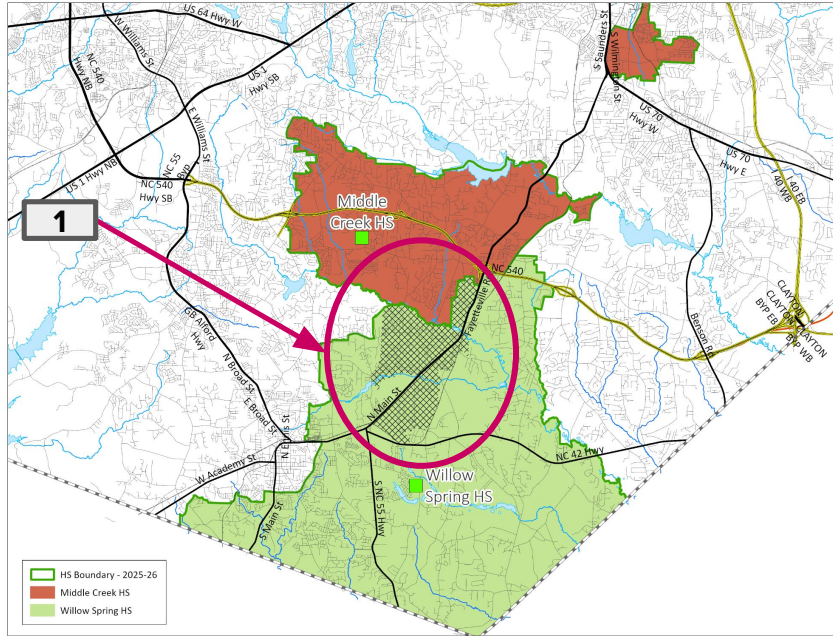 US 64 Hwy W
W Williams St
NC 540
Hwy NB
US 1
Hwy SB
E Williams St
NC 55
Byp
US 1 Hwy NB
NC 540
Hwy SB
1
S Saunders St
S Wilmington St
US 70
Hwy W
US 70
Hwy E
I 40 EB
I 40 WB
Middle
Creek HS
NC 540
Fayetteville Rd
CLAYTON
CLAYTON
BYP EB
CLAYTON
BYP WB
Benson Rd
GB Alford
Hwy
N Broad St
E Broad St
N Main St
N Ennis St
W Academy St
S Main St
S NC 55 Hwy
NC 42 Hwy
Willow
Spring HS
HS Boundary - 2025-26
Middle Creek HS
Willow Spring HS